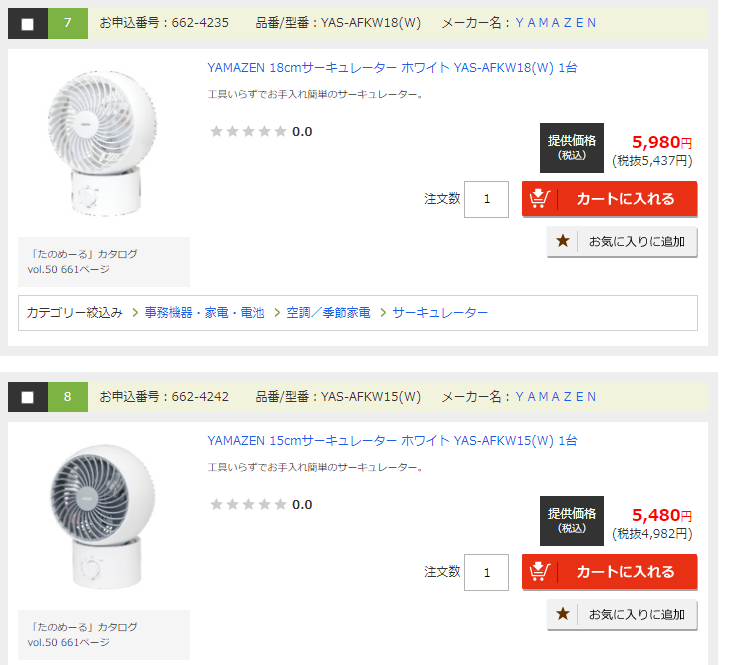 7 お申込番号：662-4235 品番/型番：YAS-AFKW18(W) メーカー名：ＹＡＭＡＺＥＮ
YAMAZEN 18cmサーキュレーター ホワイト YAS-AFKW18(W) 1台
工具いらずでお手入れ簡単のサーキュレーター。
0.0
提供価格
(税込)
5,980円
(税抜5,437円)
注文数 1 カートに入れる
お気に入りに追加
「たのめーる」カタログ
vol.50 661ページ
カテゴリー絞込み 事務機器・家電・電池 空調／季節家電 サーキュレーター
8 お申込番号：662-4242 品番/型番：YAS-AFKW15(W) メーカー名：ＹＡＭＡＺＥＮ
YAMAZEN 15cmサーキュレーター ホワイト YAS-AFKW15(W) 1台
工具いらずでお手入れ簡単のサーキュレーター。
0.0
提供価格
(税込)
5,480円
(税抜4,982円)
注文数 1 カートに入れる
お気に入りに追加
「たのめーる」カタログ
vol.50 661ページ